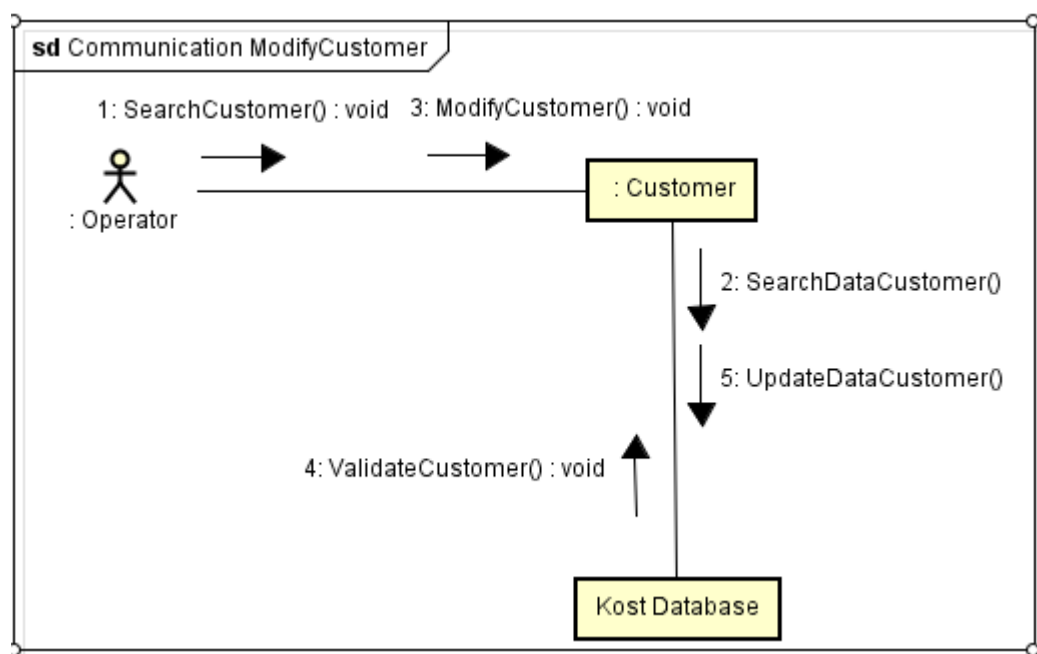 sd Communication ModifyCustomer
1: SearchCustomer() : void 3: ModifyCustomer() : void
: Customer
: Operator
2: SearchDataCustomer()
5: UpdateDataCustomer()
4: ValidateCustomer() : void
Kost Database